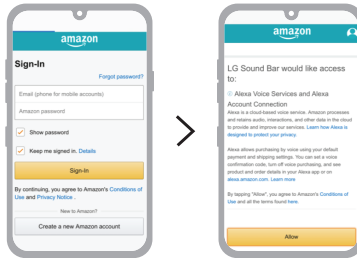 amazon
Sign-In
Forgot password?
Email (phone for mobile accounts)
Amazon password
Show password
Keep me signed in. Details
Sign-In
By continuing, you agree to Amazon's Conditions of
Use and Privacy Notice .
New to Amazon?
Create a new Amazon account
amazon
LG Sound Bar would like access
to:
Alexa Voice Services and Alexa
Account Connection
Alexa is a cloud-based voice service. Amazon processes
and retains audio, interactions, and other data in the cloud
to provide and improve our services. Learn how Alexa is
designed to protect your privacy.
Alexa allows purchasing by voice using your default
payment and shipping settings. You can set a voice
confirmation code, turn off voice purchasing, and see
product and order details in your Alexa app or on
alexa.amazon.com. Learn more
By tapping "Allow", you agree to Amazon's Conditions of
Use and all the terms found here.
Allow